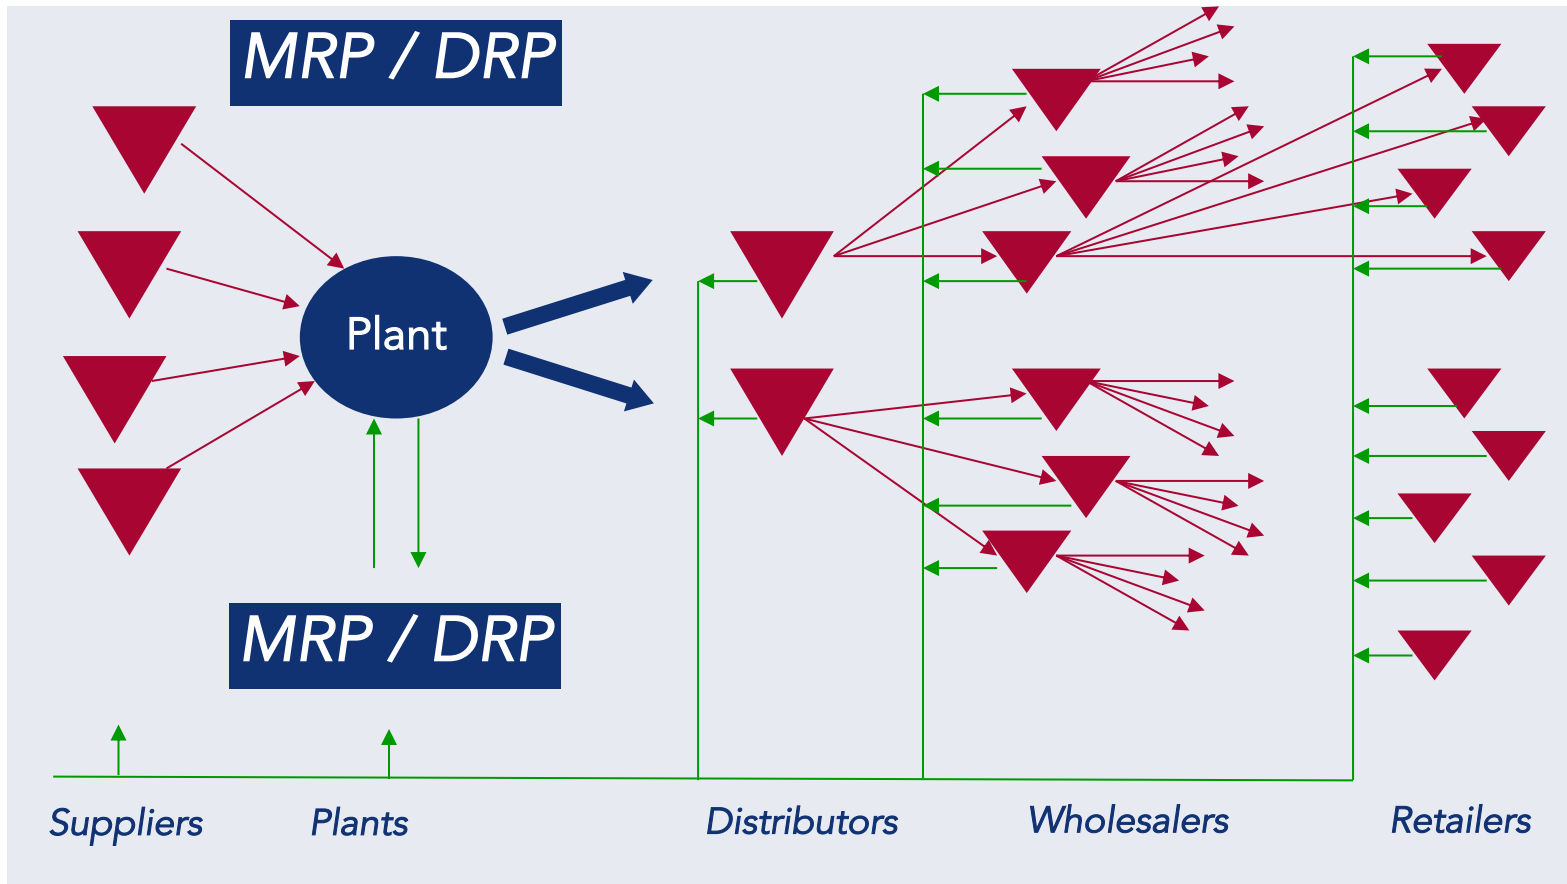 MRP / DRP
Plant
MRP / DRP
Suppliers
Plants
Distributors
Wholesalers
Retailers